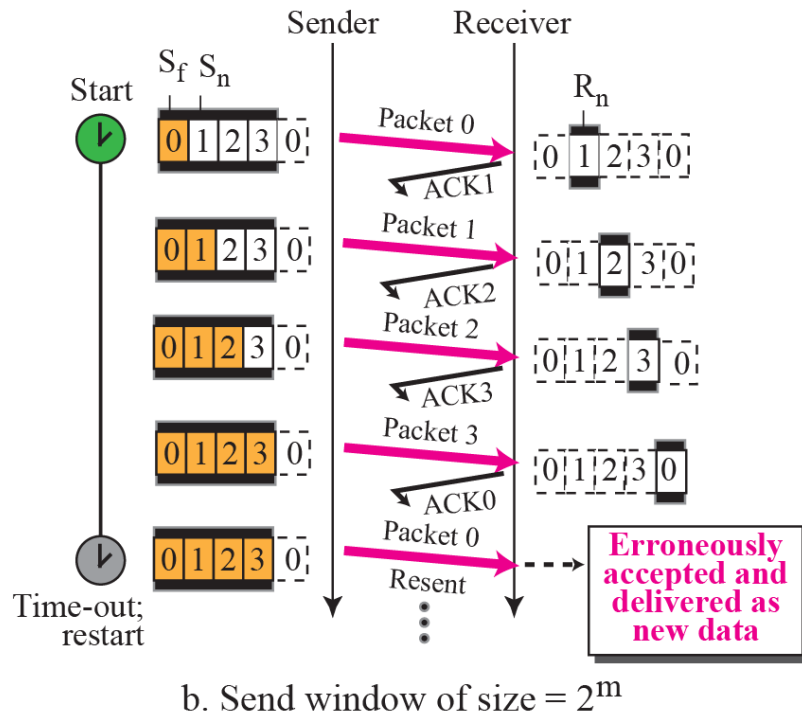 Sender Receiver
Start
S_f S_n
0 1 2 3 0
Packet 0
ACK1
R_n
0 1 2 3 0
0 1 2 3 0
Packet 1
ACK2
0 1 2 3 0
0 1 2 3 0
Packet 2
ACK3
0 1 2 3 0
0 1 2 3 0
Packet 3
ACK0
0 1 2 3 0
Time-out;
restart
0 1 2 3 0
Packet 0
Resent
Erroneously
accepted and
delivered as
new data
b. Send window of size = 2^m